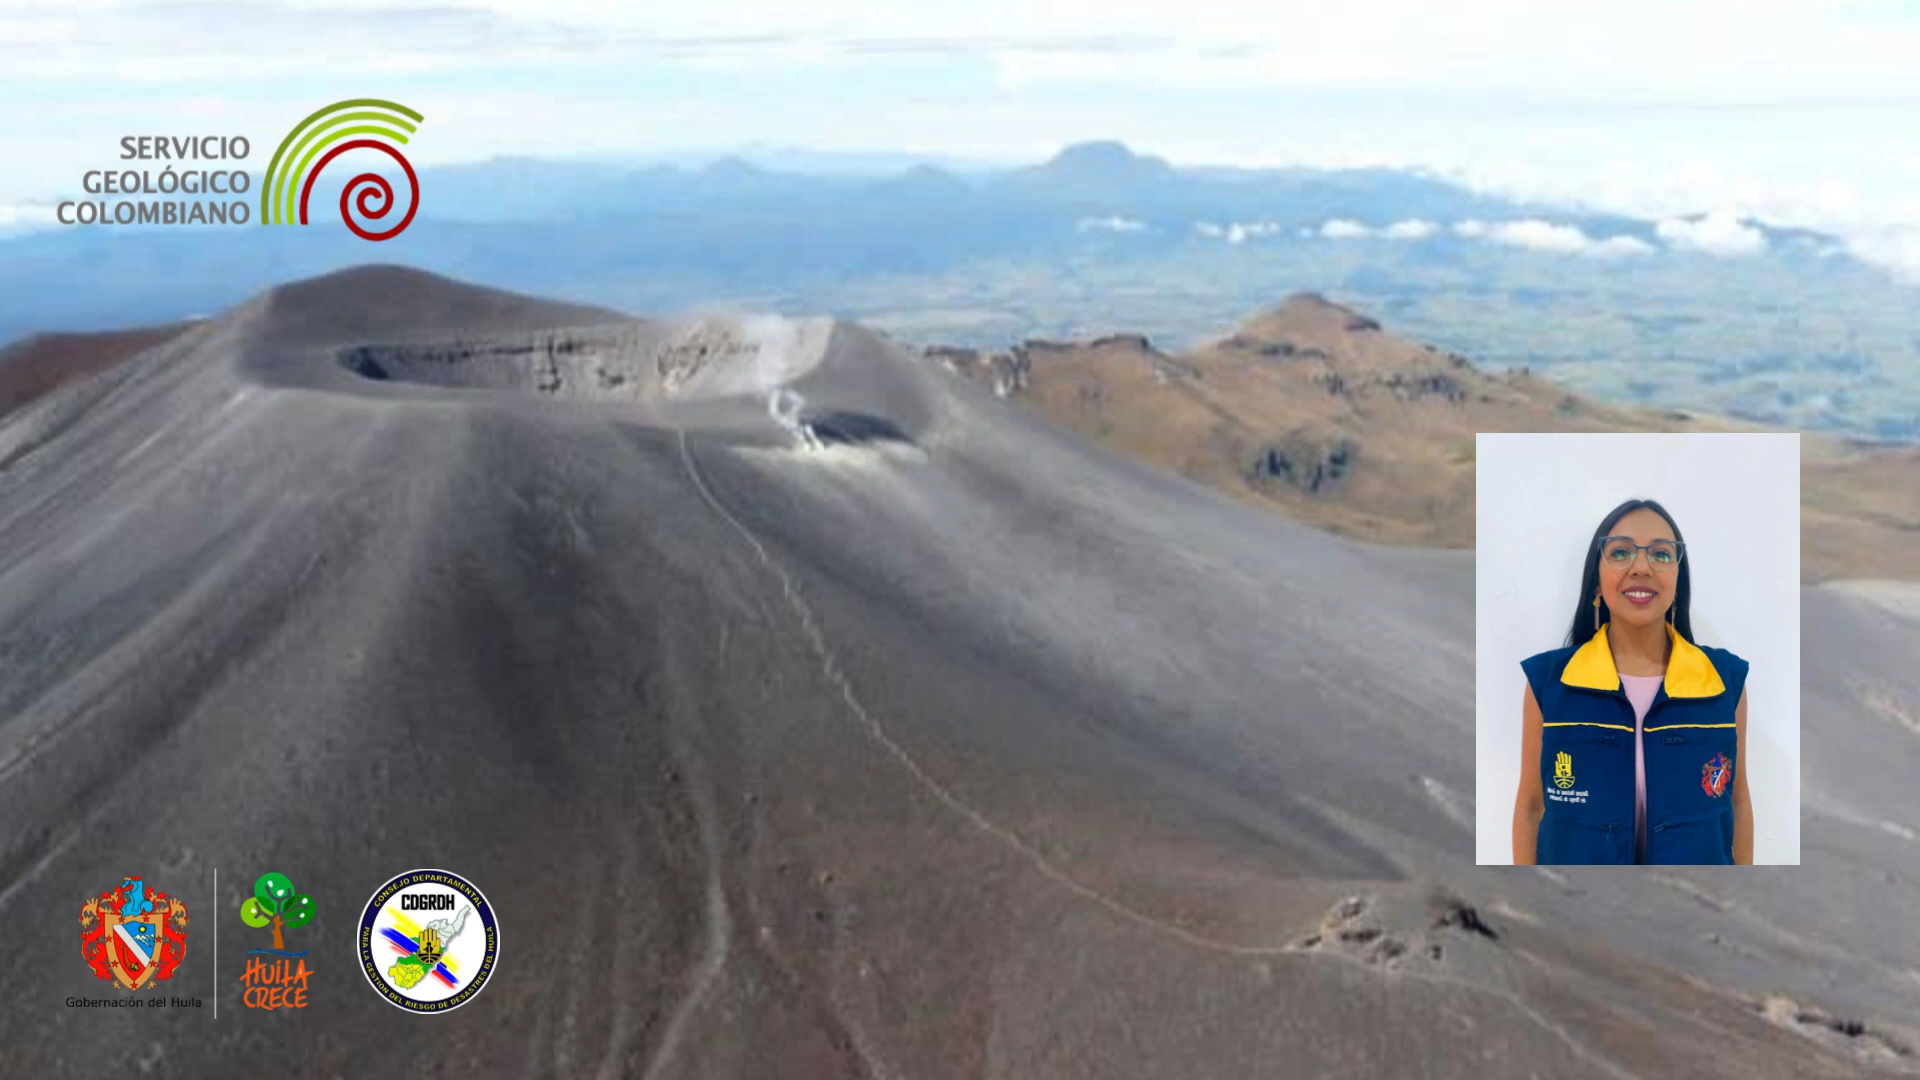 SERVICIO
GEOLÓGICO
COLOMBIANO
Gobernación del Huila
HUILA
CRECE
CONSEJO DEPARTAMENTAL
CDGRDH
PARA LA GESTIÓN DEL RIESGO DE DESASTRES DEL HUILA